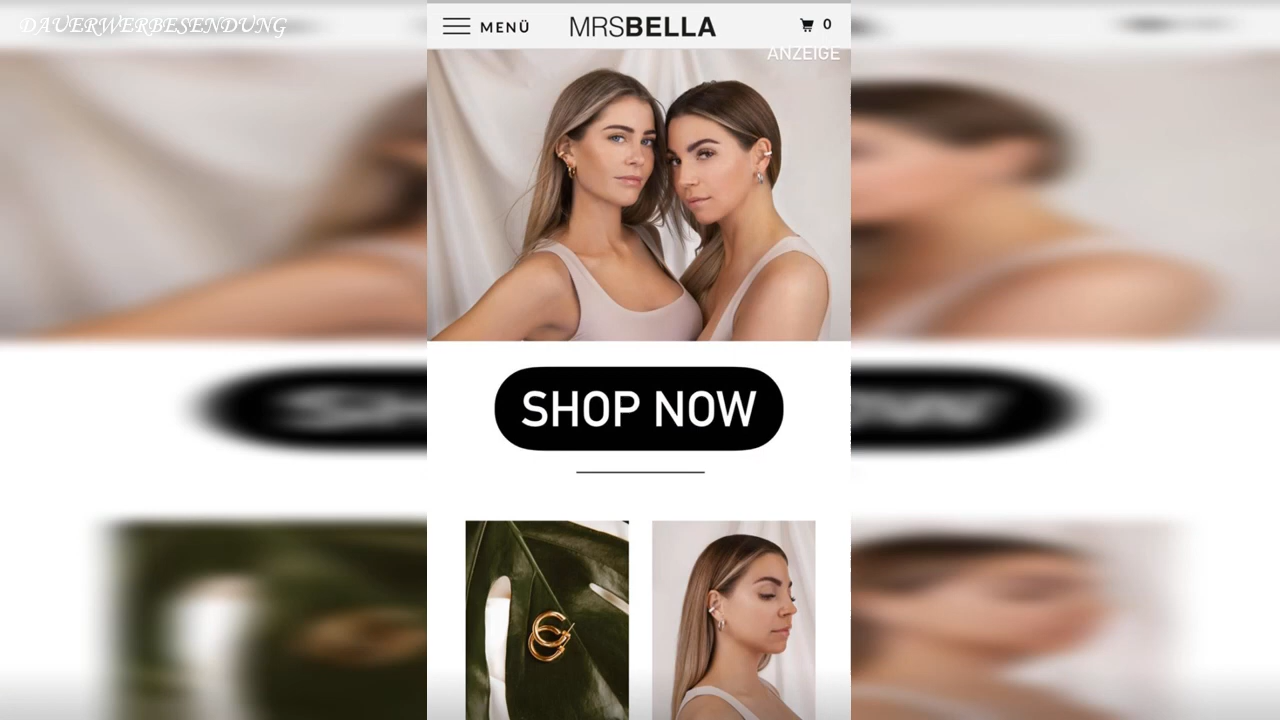 DAUERWERBESENDUNG
MENÜ
MRSBELLA
0
ANZEIGE
SHOP NOW